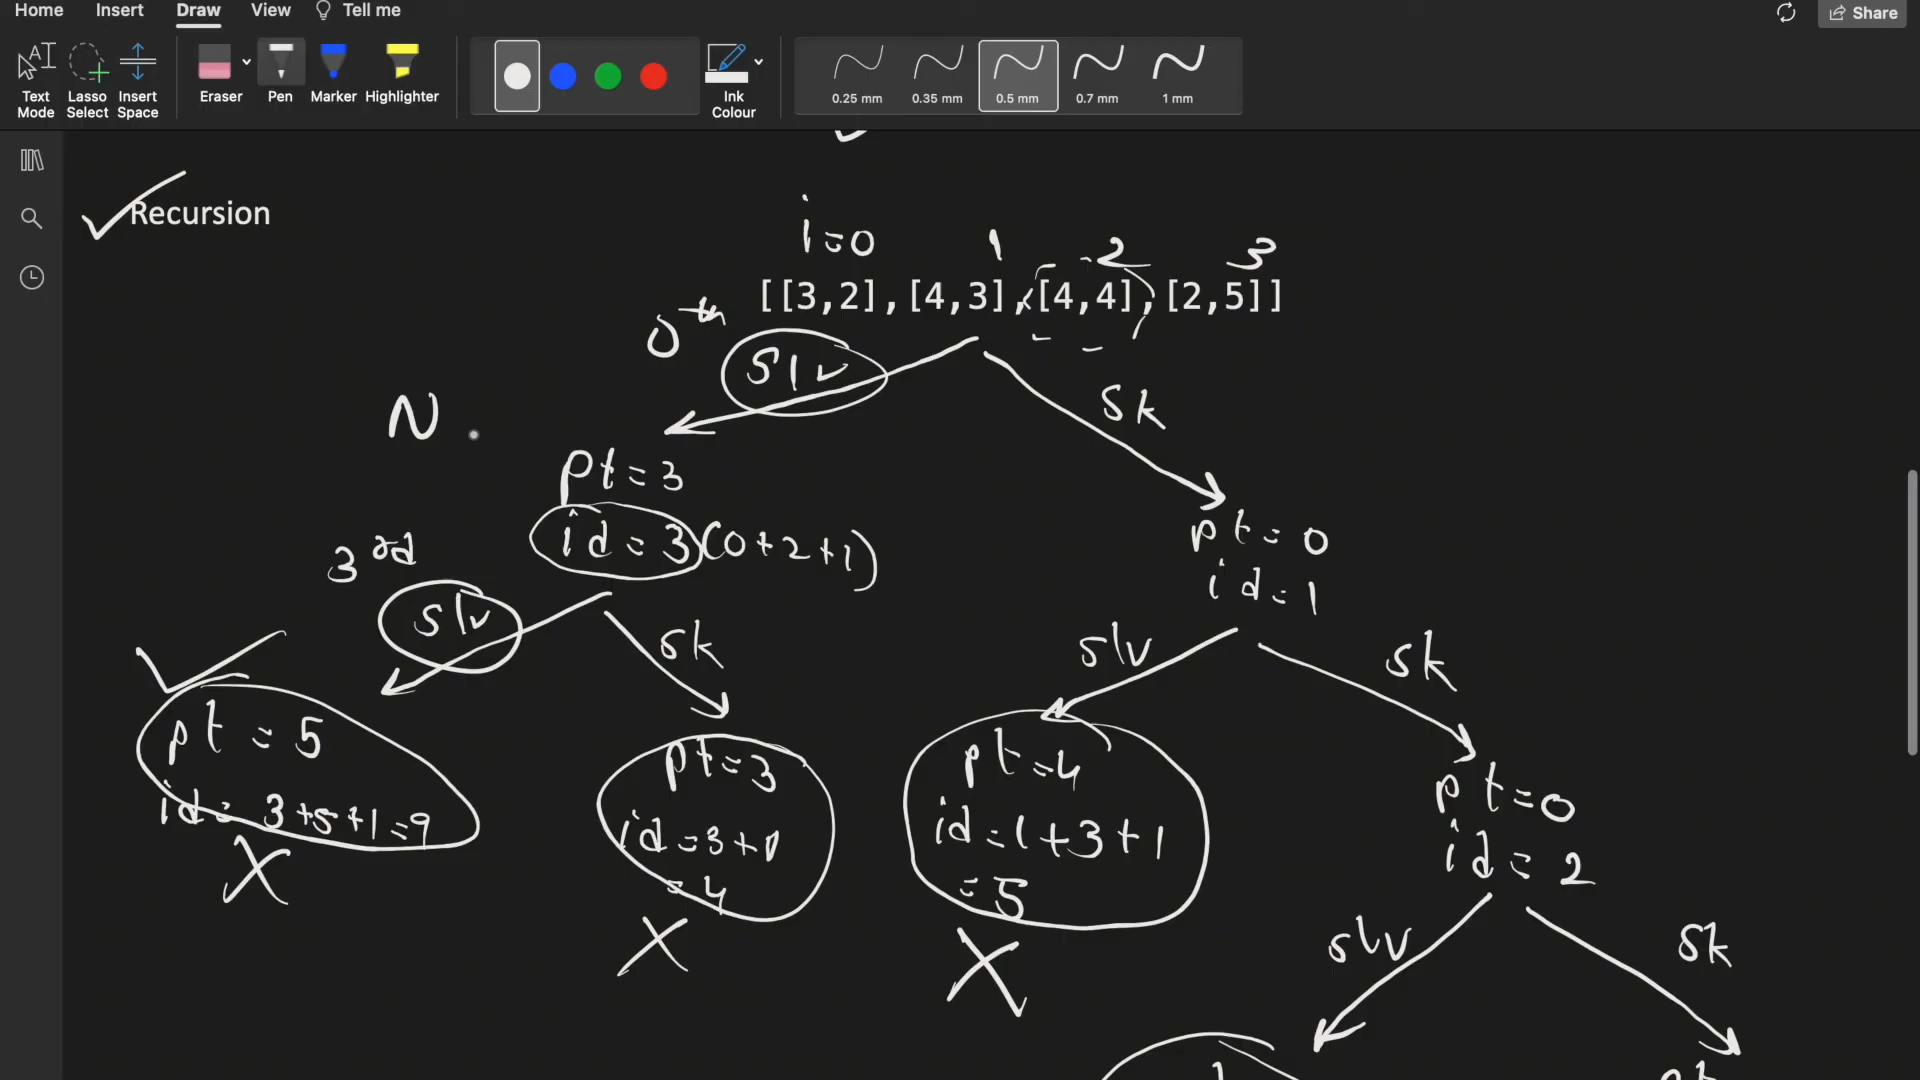 Home Insert Draw View Tell me Share
Text Mode
Lasso Select
Insert Space
Eraser
Pen
Marker
Highlighter
Ink Colour
0.25 mm
0.35 mm
0.5 mm
0.7 mm
1 mm
Recursion
i=0 1 2 3
[[3,2],[4,3],[4,4],[2,5]]
0th slv
sk
N
pt=3
id=3(0+2+1)
pt=0
id=1
3rd
slv
sk
slv
sk
pt=5
id=3+5+1=9
X
pt=3
id=3+1
=4
X
pt=4
id=1+3+1
=5
X
pt=0
id=2
slv
sk